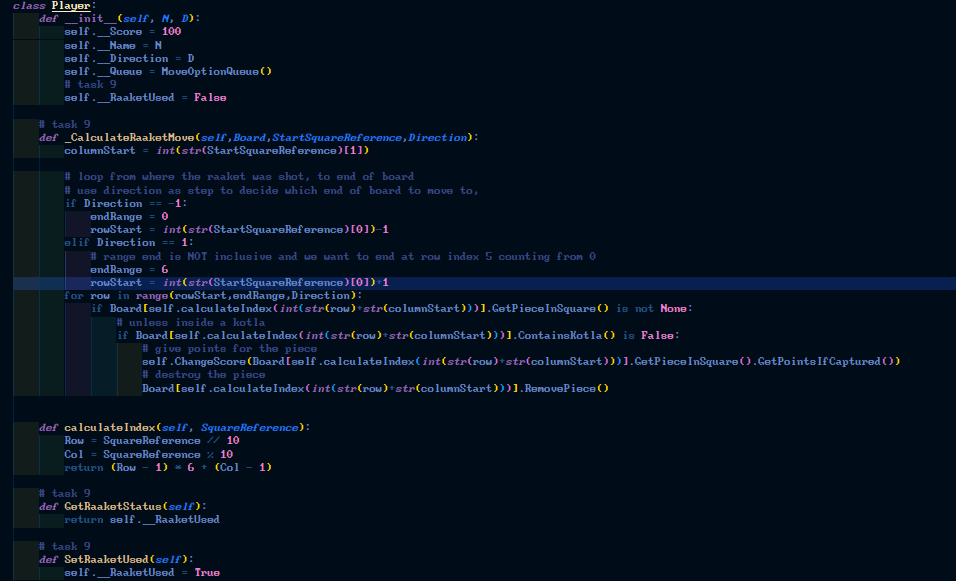 class Player:
def __init__(self, N, D):
self.__Score = 100
self.__Name = N
self.__Direction = D
self.__Queue = MoveOptionQueue()
# task 9
self.__RaaketUsed = False
# task 9
def _CalculateRaaketMove(self,Board,StartSquareReference,Direction):
columnStart = int(str(StartSquareReference)[1])
# loop from where the raaket was shot, to end of board
# use direction as step to decide which end of board to move to,
if Direction == -1:
endRange = 0
rowStart = int(str(StartSquareReference)[0])-1
elif Direction == 1:
# range end is NOT inclusive and we want to end at row index 5 counting from 0
endRange = 6
rowStart = int(str(StartSquareReference)[0])+1
for row in range(rowStart,endRange,Direction):
if Board[self.calculateIndex(int(str(row)+str(columnStart)))].GetPieceInSquare() is not None:
# unless inside a kotla
if Board[self.calculateIndex(int(str(row)+str(columnStart)))].ContainsKotla() is False:
# give points for the piece
self.ChangeScore(Board[self.calculateIndex(int(str(row)+str(columnStart)))].GetPieceInSquare().GetPointsIfCaptured())
# destroy the piece
Board[self.calculateIndex(int(str(row)+str(columnStart)))].RemovePiece()
def calculateIndex(self, SquareReference):
Row = SquareReference // 10
Col = SquareReference % 10
return (Row - 1) * 6 + (Col - 1)
# task 9
def GetRaaketStatus(self):
return self.__RaaketUsed
# task 9
def SetRaaketUsed(self):
self.__RaaketUsed = True